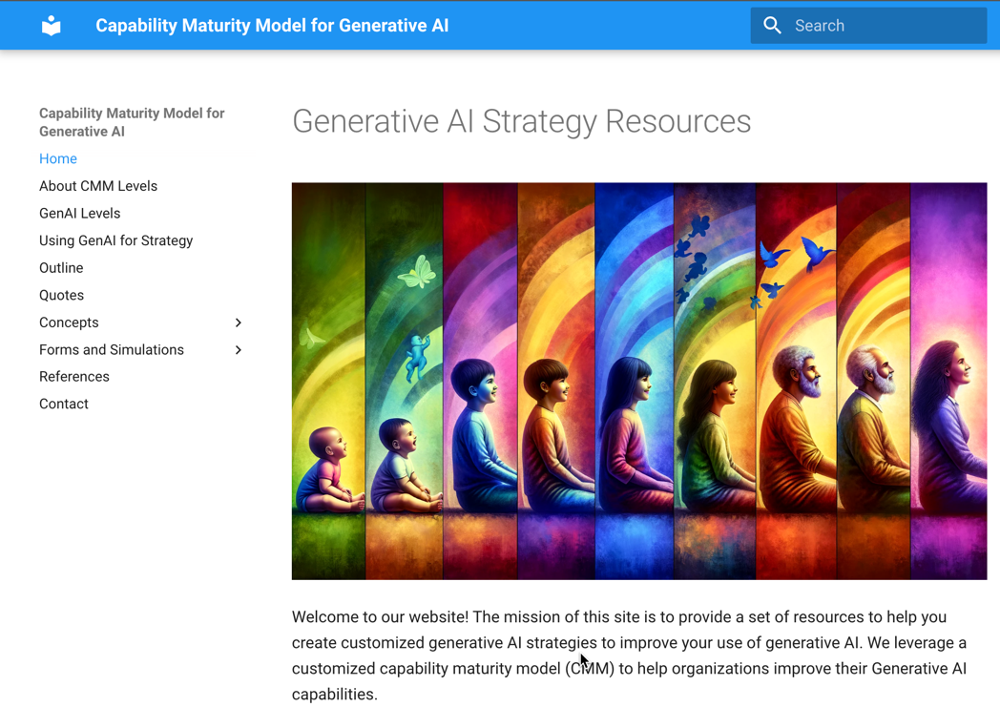 Capability Maturity Model for Generative AI
Search
Capability Maturity Model for
Generative AI
Home
About CMM Levels
GenAI Levels
Using GenAI for Strategy
Outline
Quotes
Concepts
Forms and Simulations
References
Contact
Generative AI Strategy Resources
Welcome to our website! The mission of this site is to provide a set of resources to help you
create customized generative AI strategies to improve your use of generative AI. We leverage a
customized capability maturity model (CMM) to help organizations improve their Generative AI
capabilities.